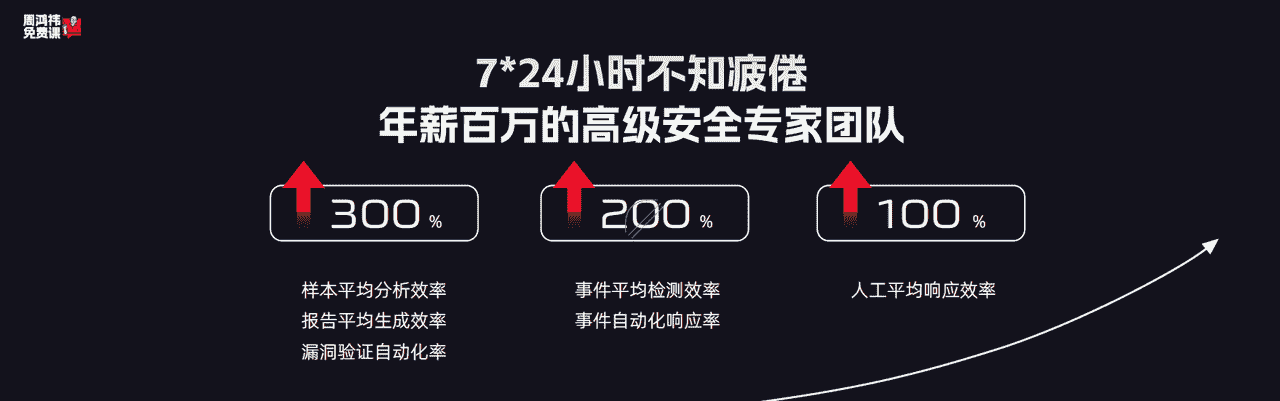 周鸿祎
免费课
7*24小时不知疲倦
年薪百万的高级安全专家团队
300 %
200 %
100 %
样本平均分析效率
报告平均生成效率
漏洞验证自动化率
事件平均检测效率
事件自动化响应率
人工平均响应效率